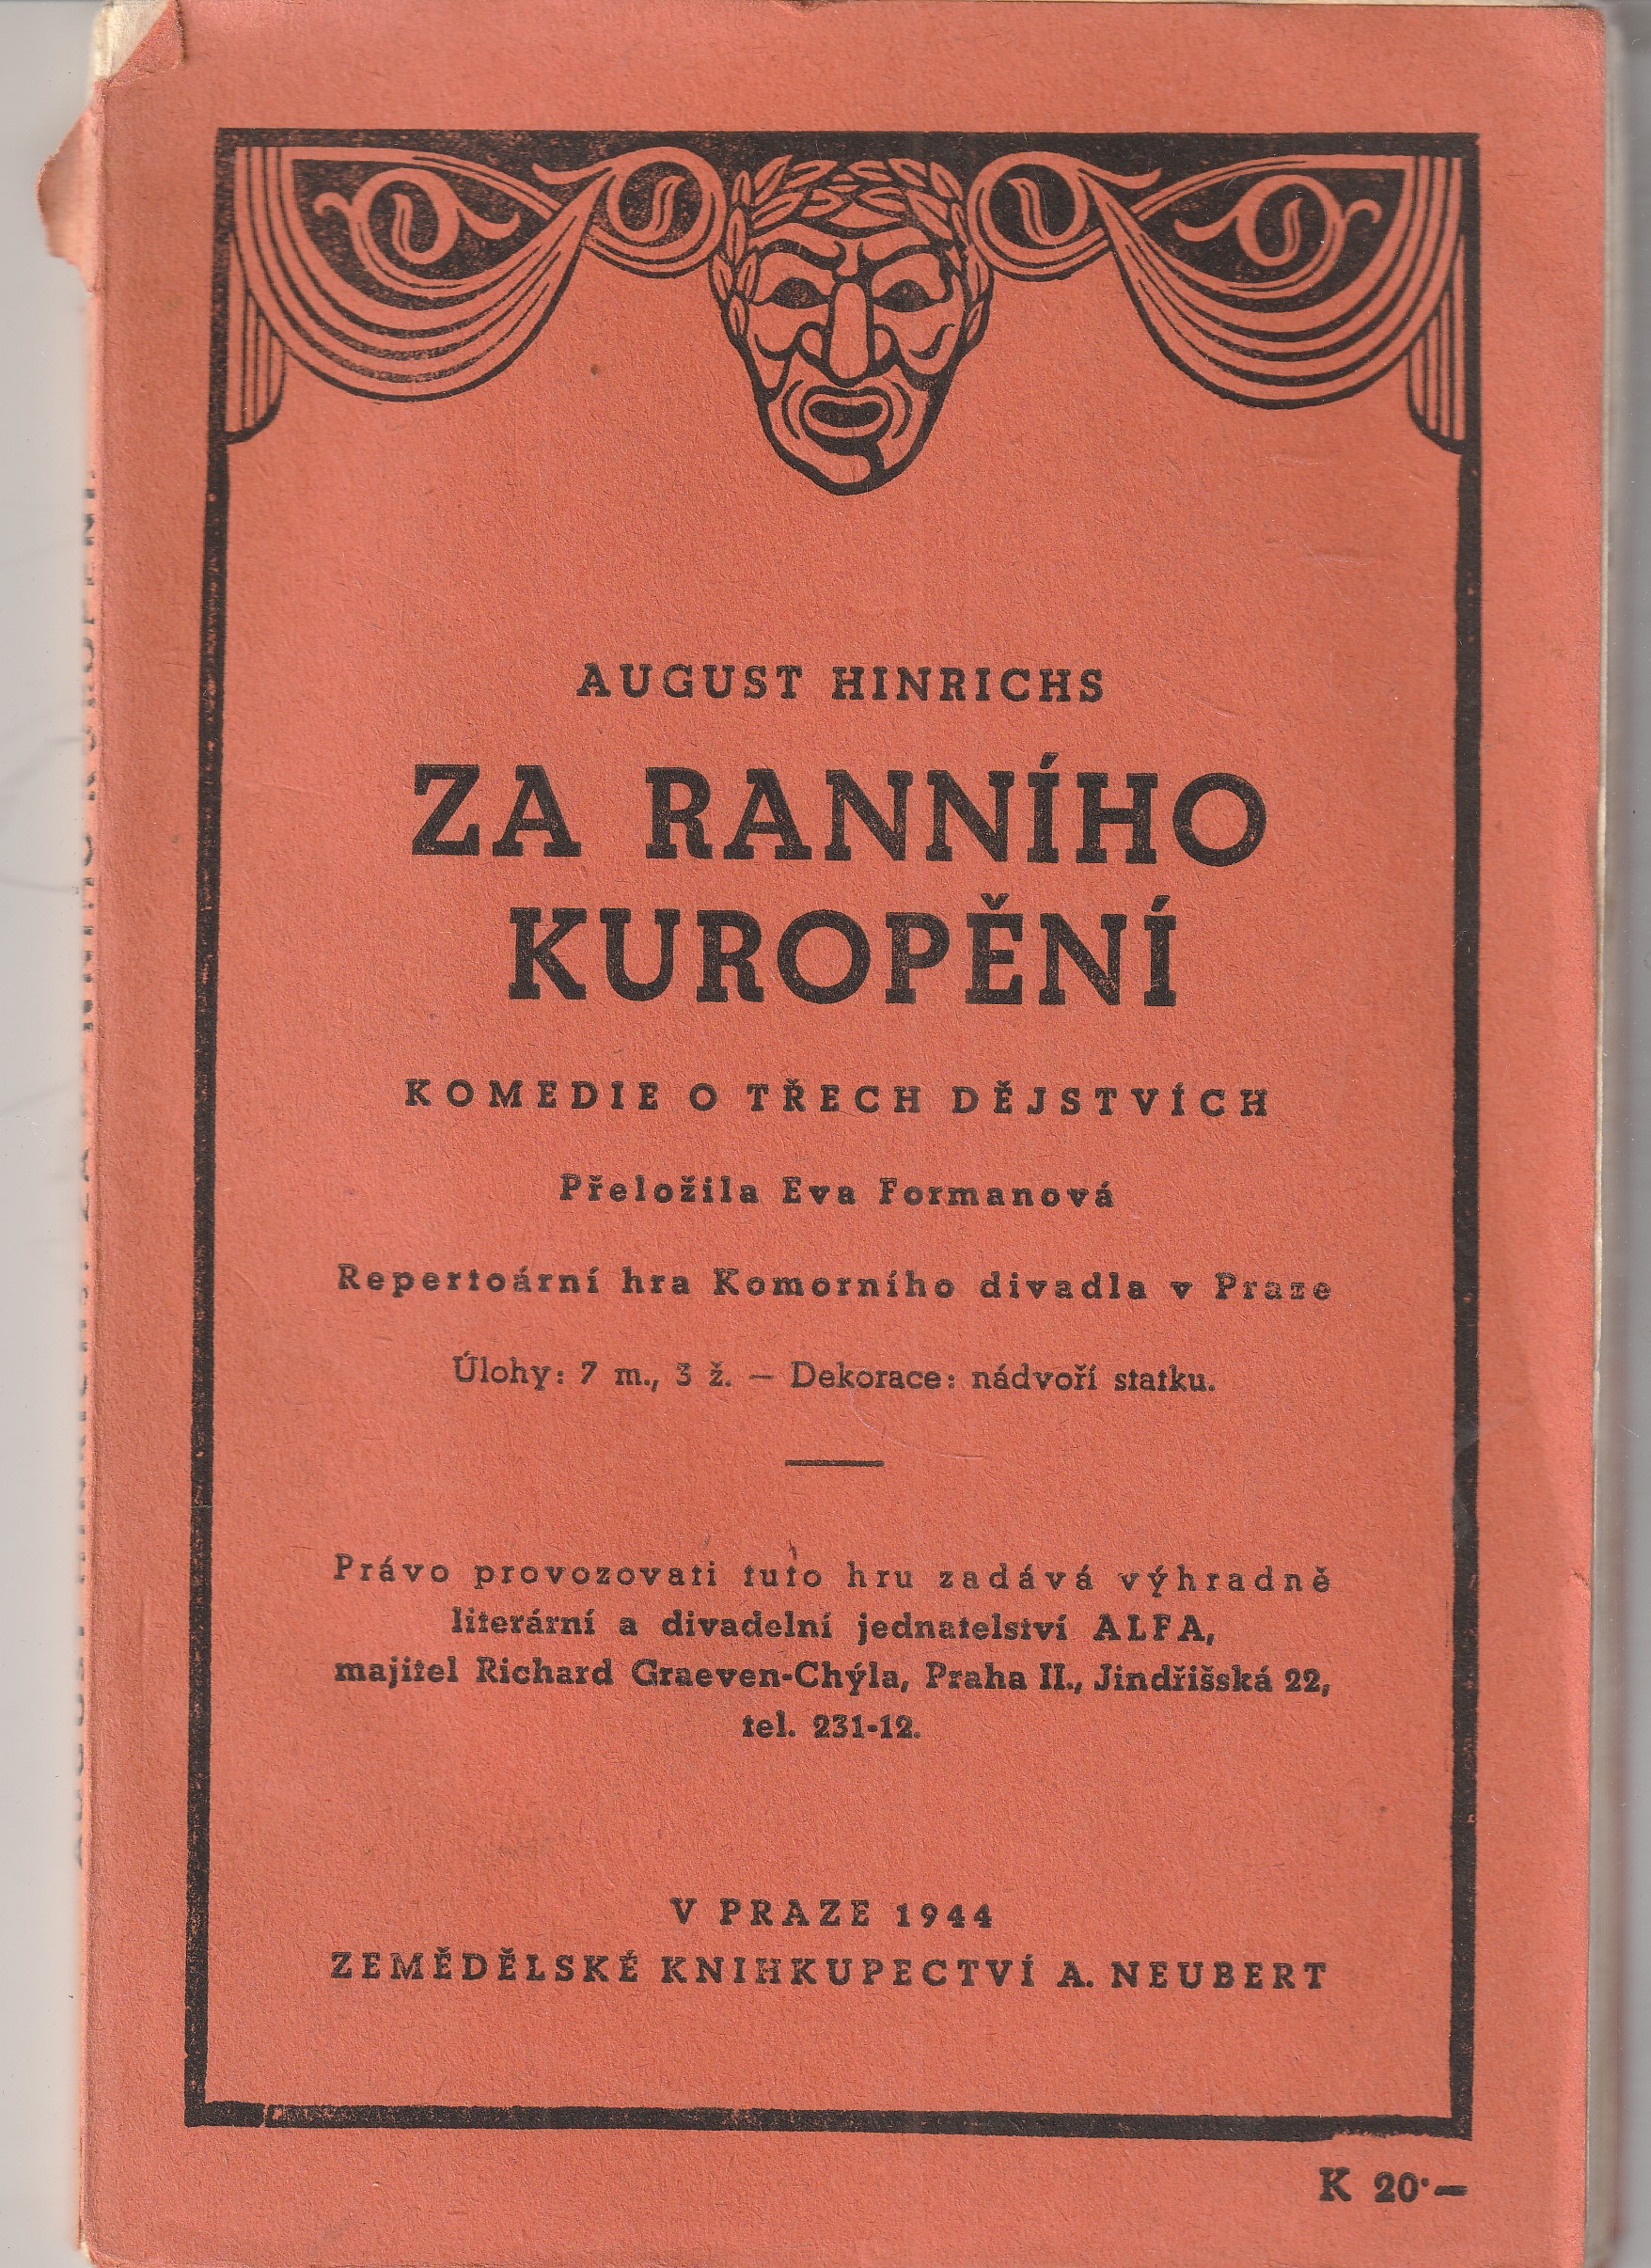 AUGUST HINRICHS
ZA RANNÍHO
KUROPĚNÍ
KOMEDIE O TŘECH DĚJSTVÍCH
Přeložila Eva Formanová
Repertoární hra Komorního divadla v Praze
Úlohy: 7 m., 3 ž. — Dekorace: nádvoří statku.
Právo provozovati tuto hru zadává výhradně
literární a divadelní jednatelství ALFA,
majitel Richard Graeven-Chýla, Praha II., Jindřišská 22,
tel. 231-12.
V PRAZE 1944
ZEMĚDĚLSKÉ KNIHKUPECTVÍ A. NEUBERT
K 20·—